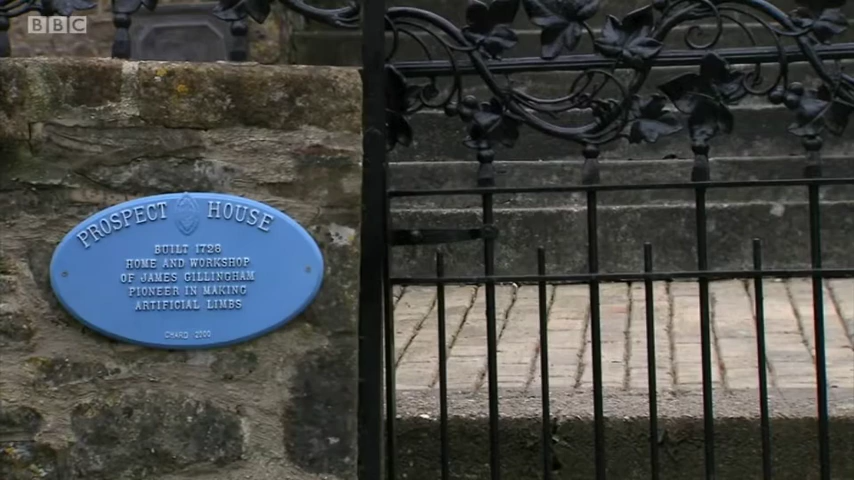 BBC
PROSPECT HOUSE
BUILT 1728
HOME AND WORKSHOP
OF JAMES GILLINGHAM
PIONEER IN MAKING
ARTIFICIAL LIMBS
CHARD 2000